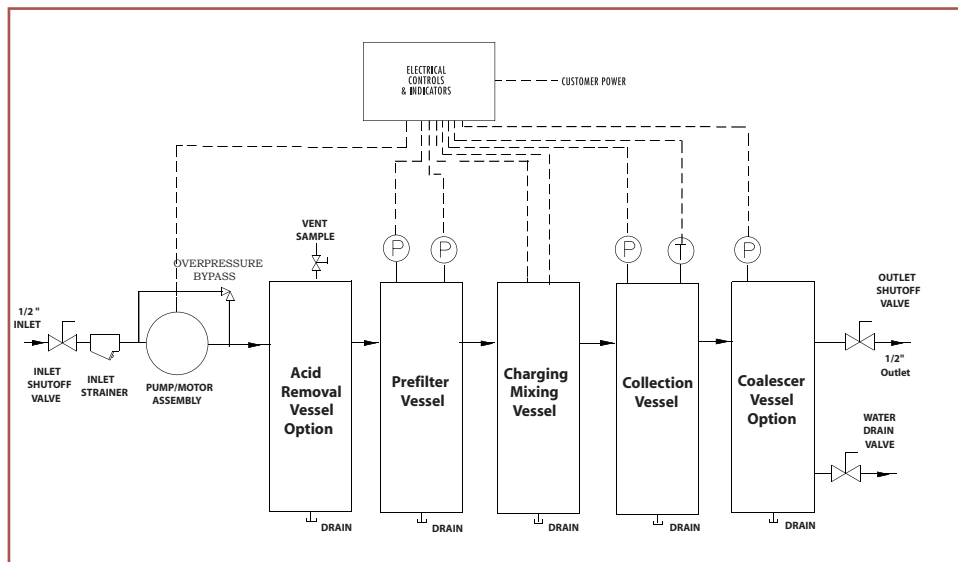 ELECTRICAL
CONTROLS
& INDICATORS
CUSTOMER POWER
VENT
SAMPLE
P
P
P
T
P
OVERPRESSURE
BYPASS
OUTLET
SHUTOFF
VALVE
1/2 "
INLET
1/2"
Outlet
INLET
SHUTOFF
VALVE
INLET
STRAINER
PUMP/MOTOR
ASSEMBLY
Acid
Removal
Vessel
Option
Prefilter
Vessel
Charging
Mixing
Vessel
Collection
Vessel
Coalescer
Vessel
Option
WATER
DRAIN
VALVE
DRAIN
DRAIN
DRAIN
DRAIN
DRAIN